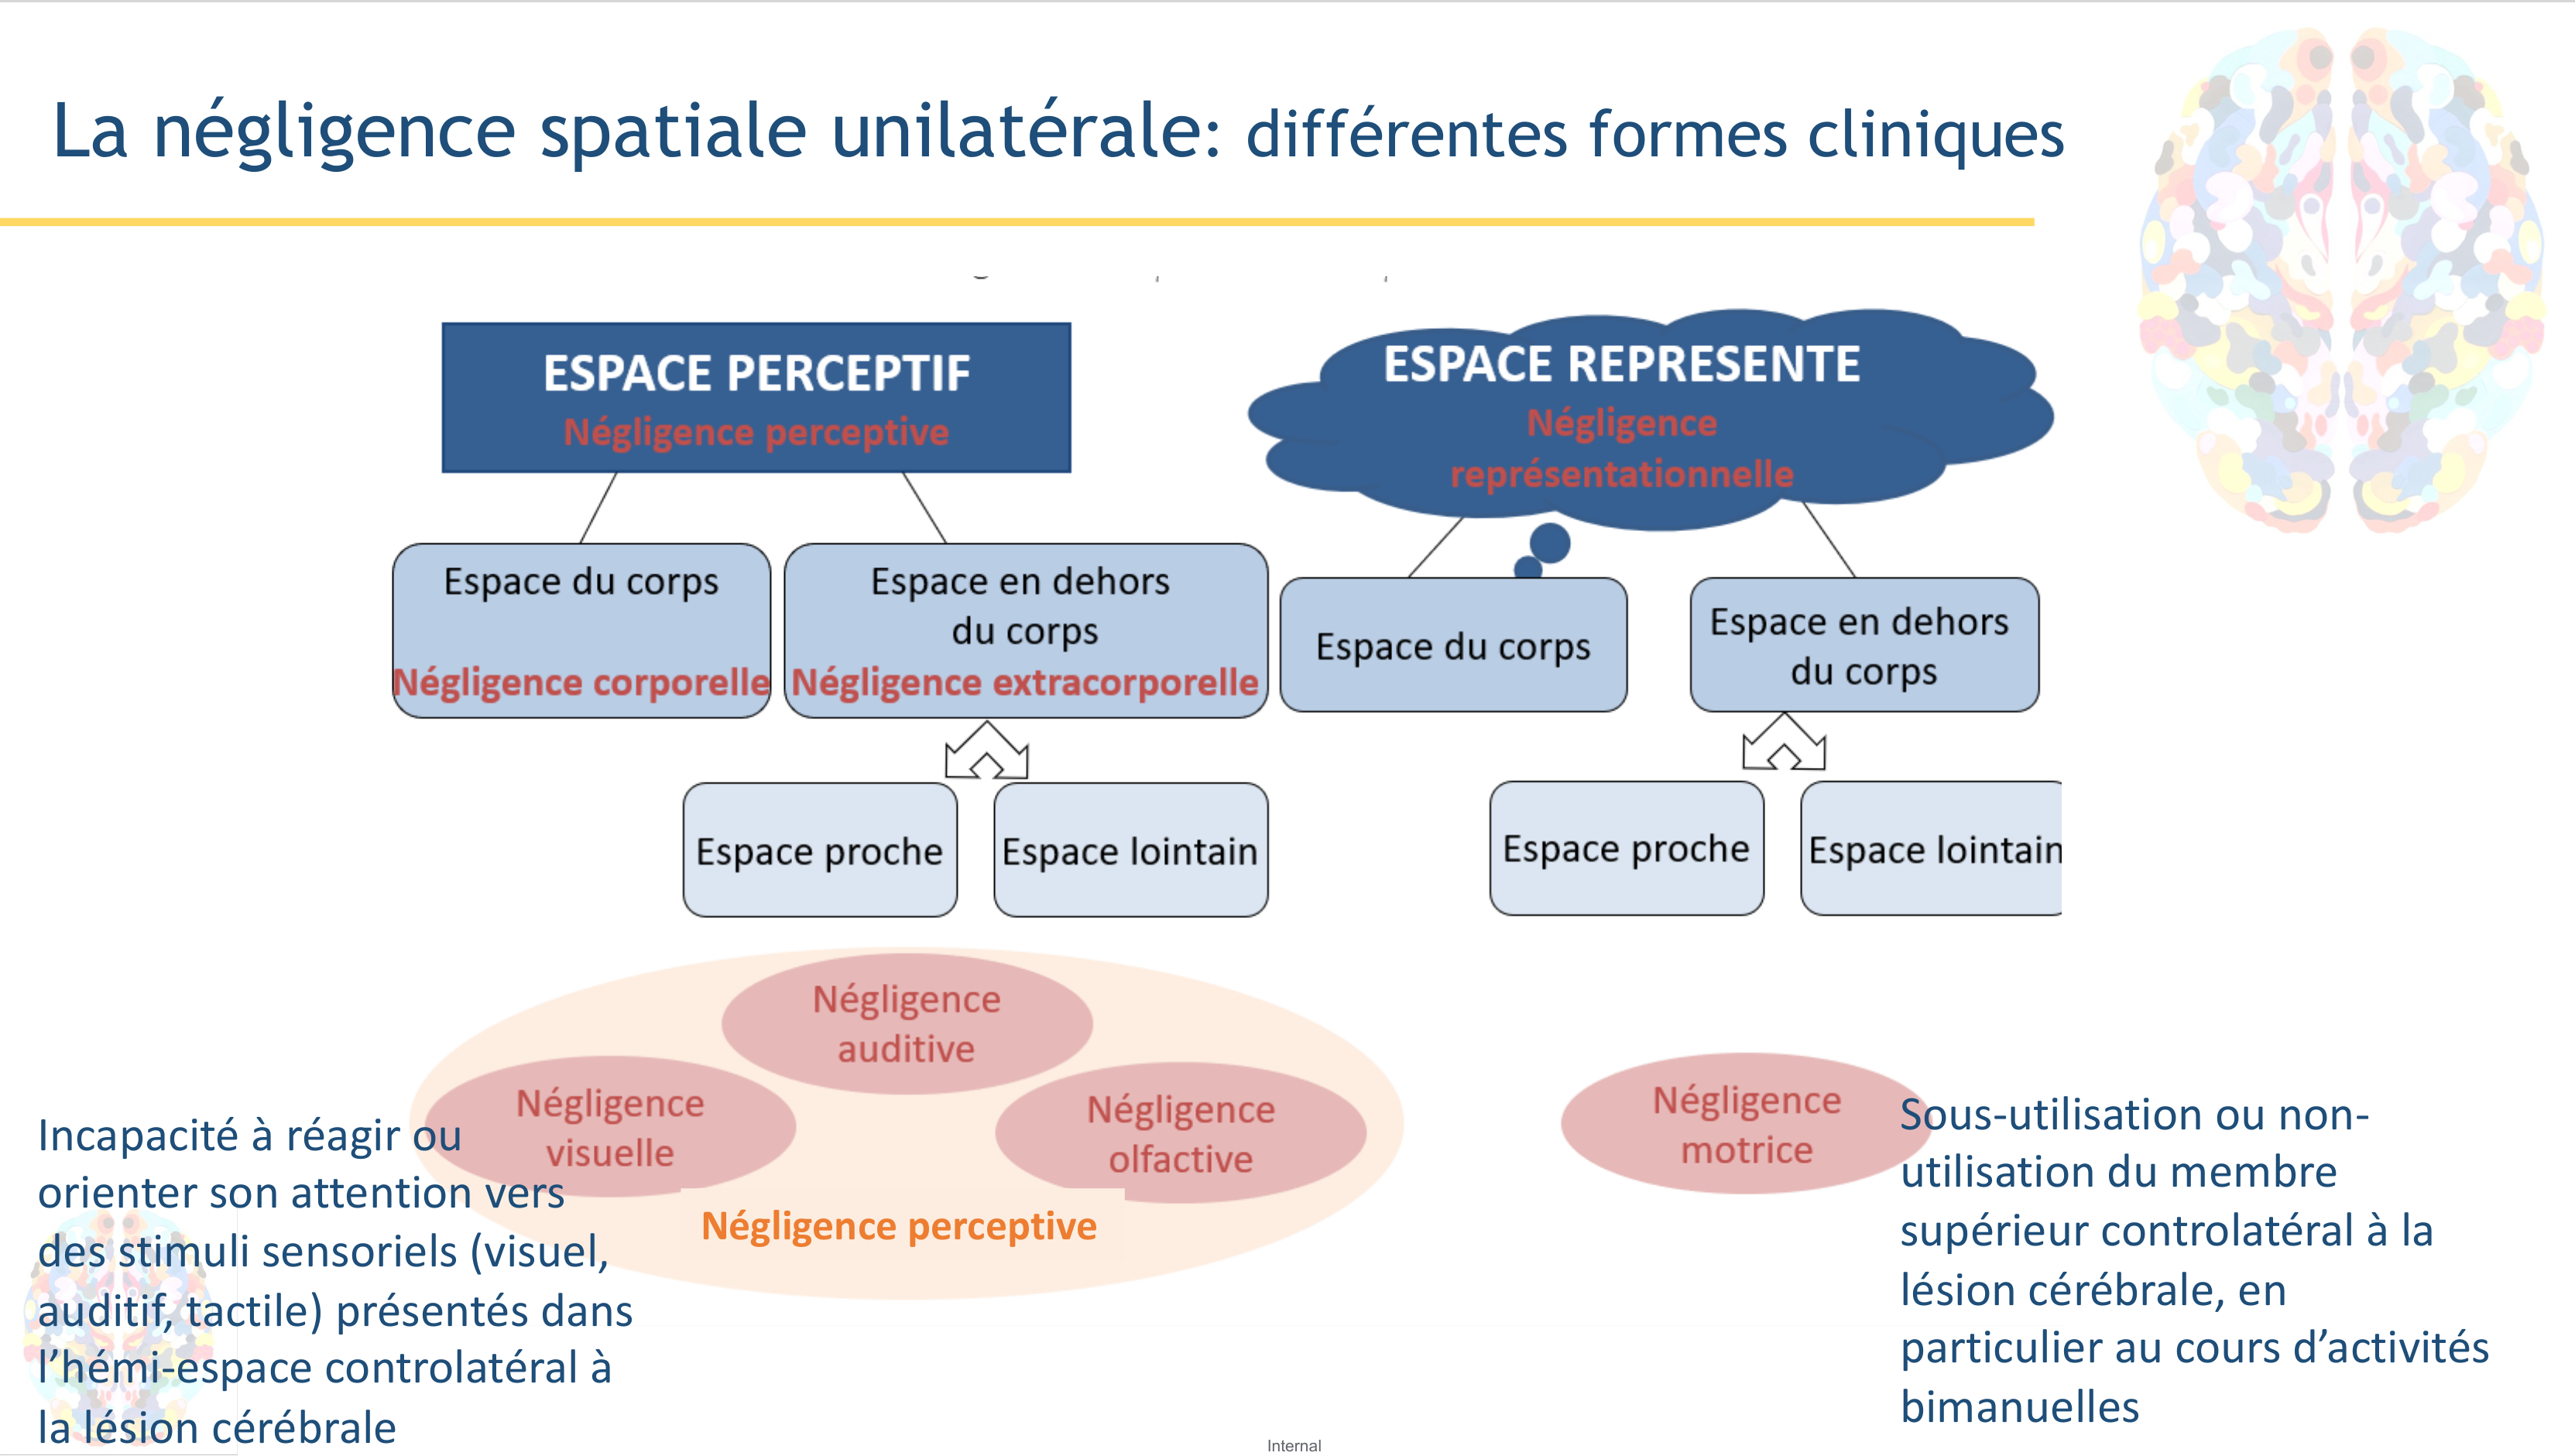 La négligence spatiale unilatérale: différentes formes cliniques
ESPACE PERCEPTIF
Négligence perceptive
ESPACE REPRESENTE
Négligence
représentationnelle
Espace du corps
Négligence corporelle
Espace en dehors
du corps
Négligence extracorporelle
Espace du corps
Espace en dehors
du corps
Espace proche
Espace lointain
Espace proche
Espace lointain
Négligence
auditive
Négligence
visuelle
Négligence
olfactive
Négligence perceptive
Négligence
motrice
Incapacité à réagir ou
orienter son attention vers
des stimuli sensoriels (visuel,
auditif, tactile) présentés dans
l’hémi-espace controlatéral à
la lésion cérébrale
Sous-utilisation ou non-
utilisation du membre
supérieur controlatéral à la
lésion cérébrale, en
particulier au cours d’activités
bimanuelles
Internal